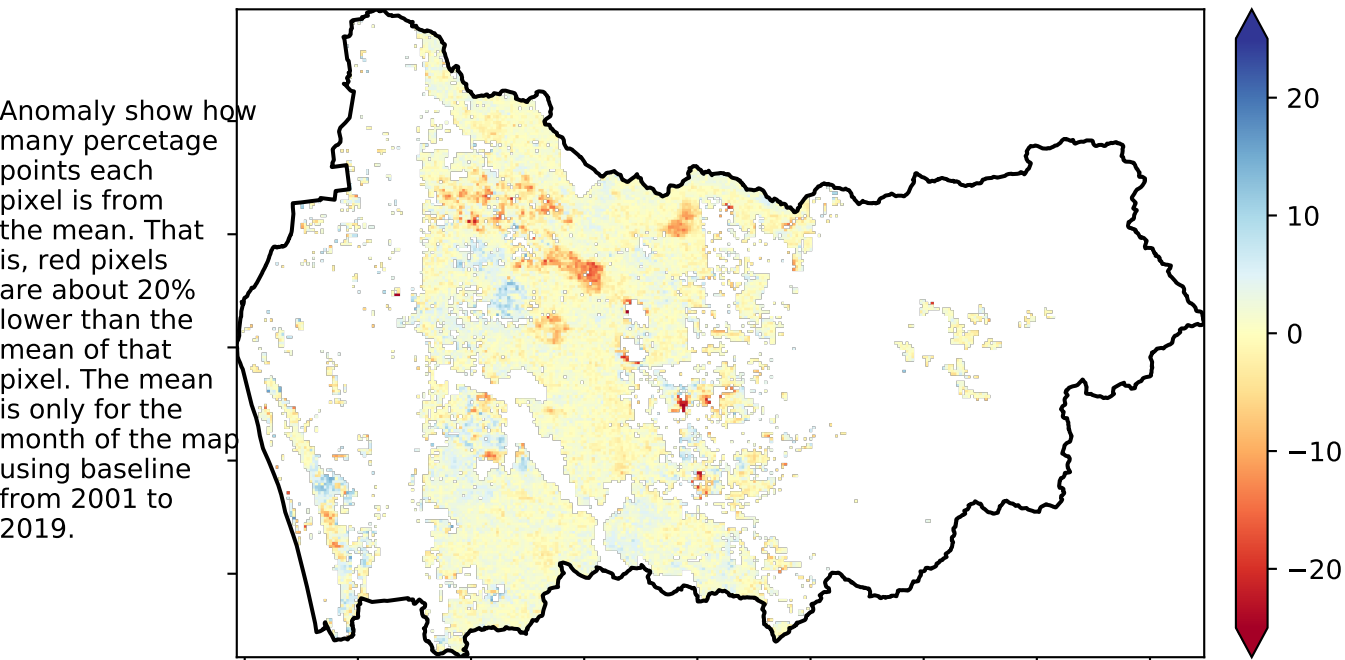 Anomaly show how
many percetage
points each
pixel is from
the mean. That
is, red pixels
are about 20%
lower than the
mean of that
pixel. The mean
is only for the
month of the map
using baseline
from 2001 to
2019.
20
10
0
−10
−20